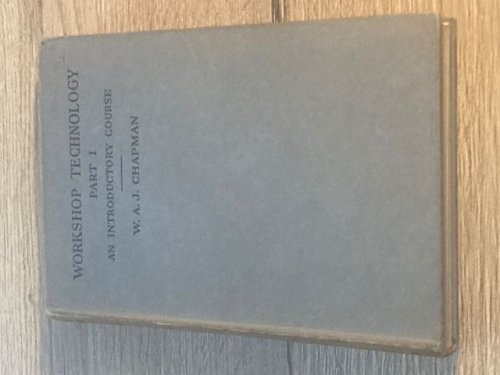 WORKSHOP TECHNOLOGY
PART I
AN INTRODUCTORY COURSE
W. A. J. CHAPMAN